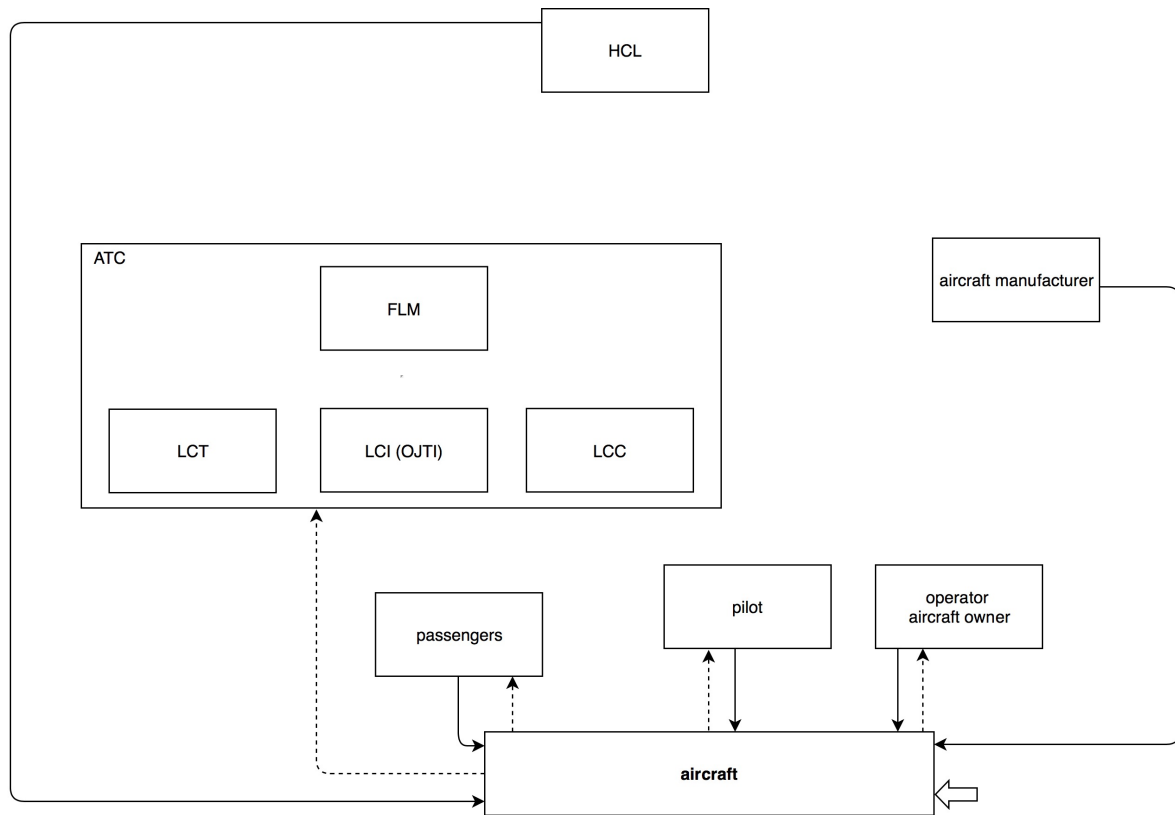 HCL
ATC
aircraft manufacturer
FLM
LCT
LCI (OJTI)
LCC
passengers
pilot
operator
aircraft owner
aircraft